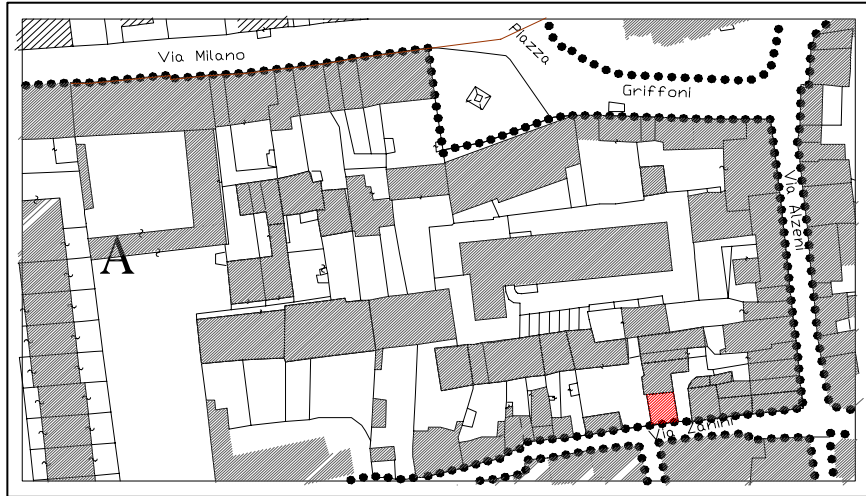 Via Milano
Piazza
Griffoni
Via Alzeni
A
Via Zanini